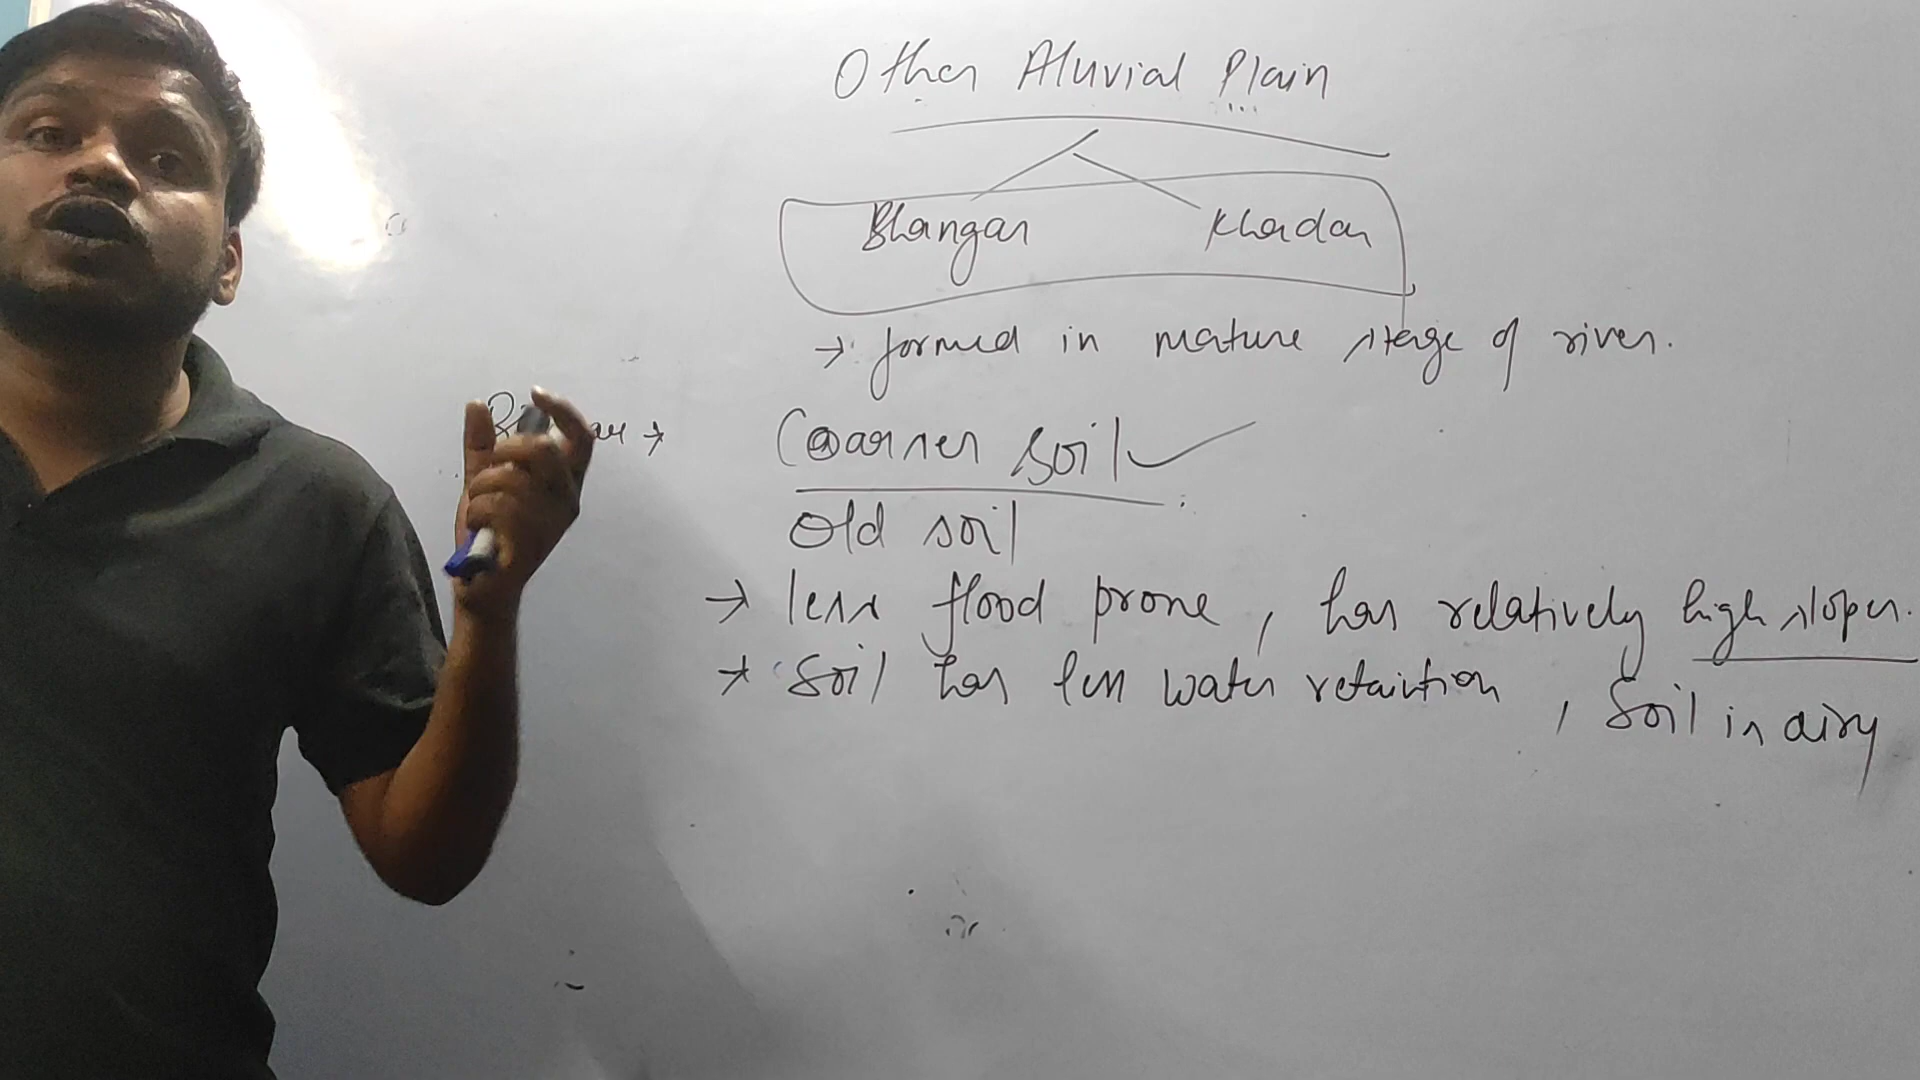 Other Aluvial Plain
Bhangar Khadar
→ formed in mature stage of river.
Coarser soil
Old soil
→ less flood prone, has relatively high slopes.
→ Soil has less water retaintion, Soil is airy